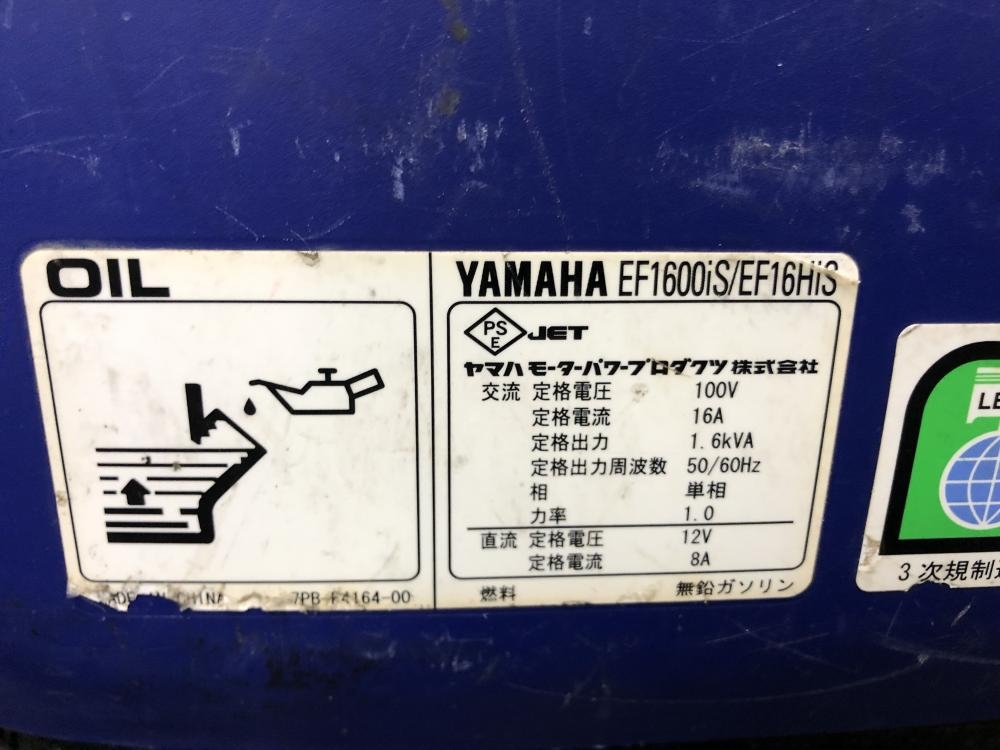 OIL
YAMAHA EF1600iS/EF16HiS
PS
E
JET
ヤマハ モーターパワープロダクツ 株式会社
交流 定格電圧 100V
定格電流 16A
定格出力 1.6kVA
定格出力周波数 50/60Hz
相 単相
力率 1.0
直流 定格電圧 12V
定格電流 8A
燃料 無鉛ガソリン
MADE IN CHINA 7PB-F4164-00
LE
3次規制